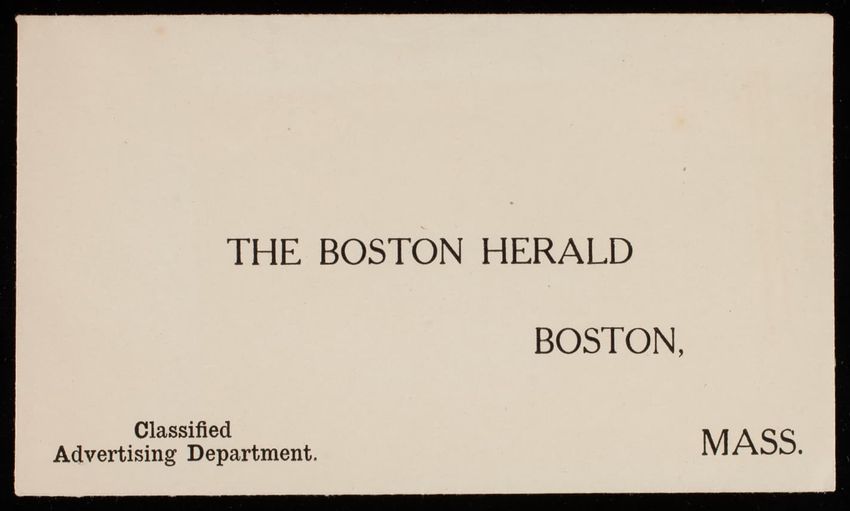 THE BOSTON HERALD
BOSTON,
MASS.
Classified
Advertising Department.